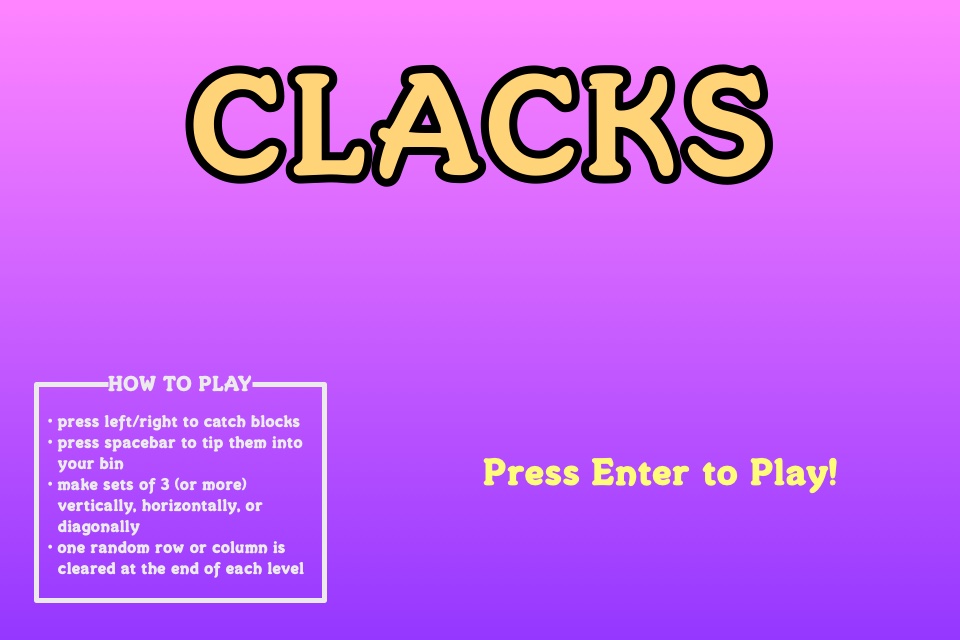 CLACKS
HOW TO PLAY
• press left/right to catch blocks
• press spacebar to tip them into
your bin
• make sets of 3 (or more)
vertically, horizontally, or
diagonally
• one random row or column is
cleared at the end of each level
Press Enter to Play!